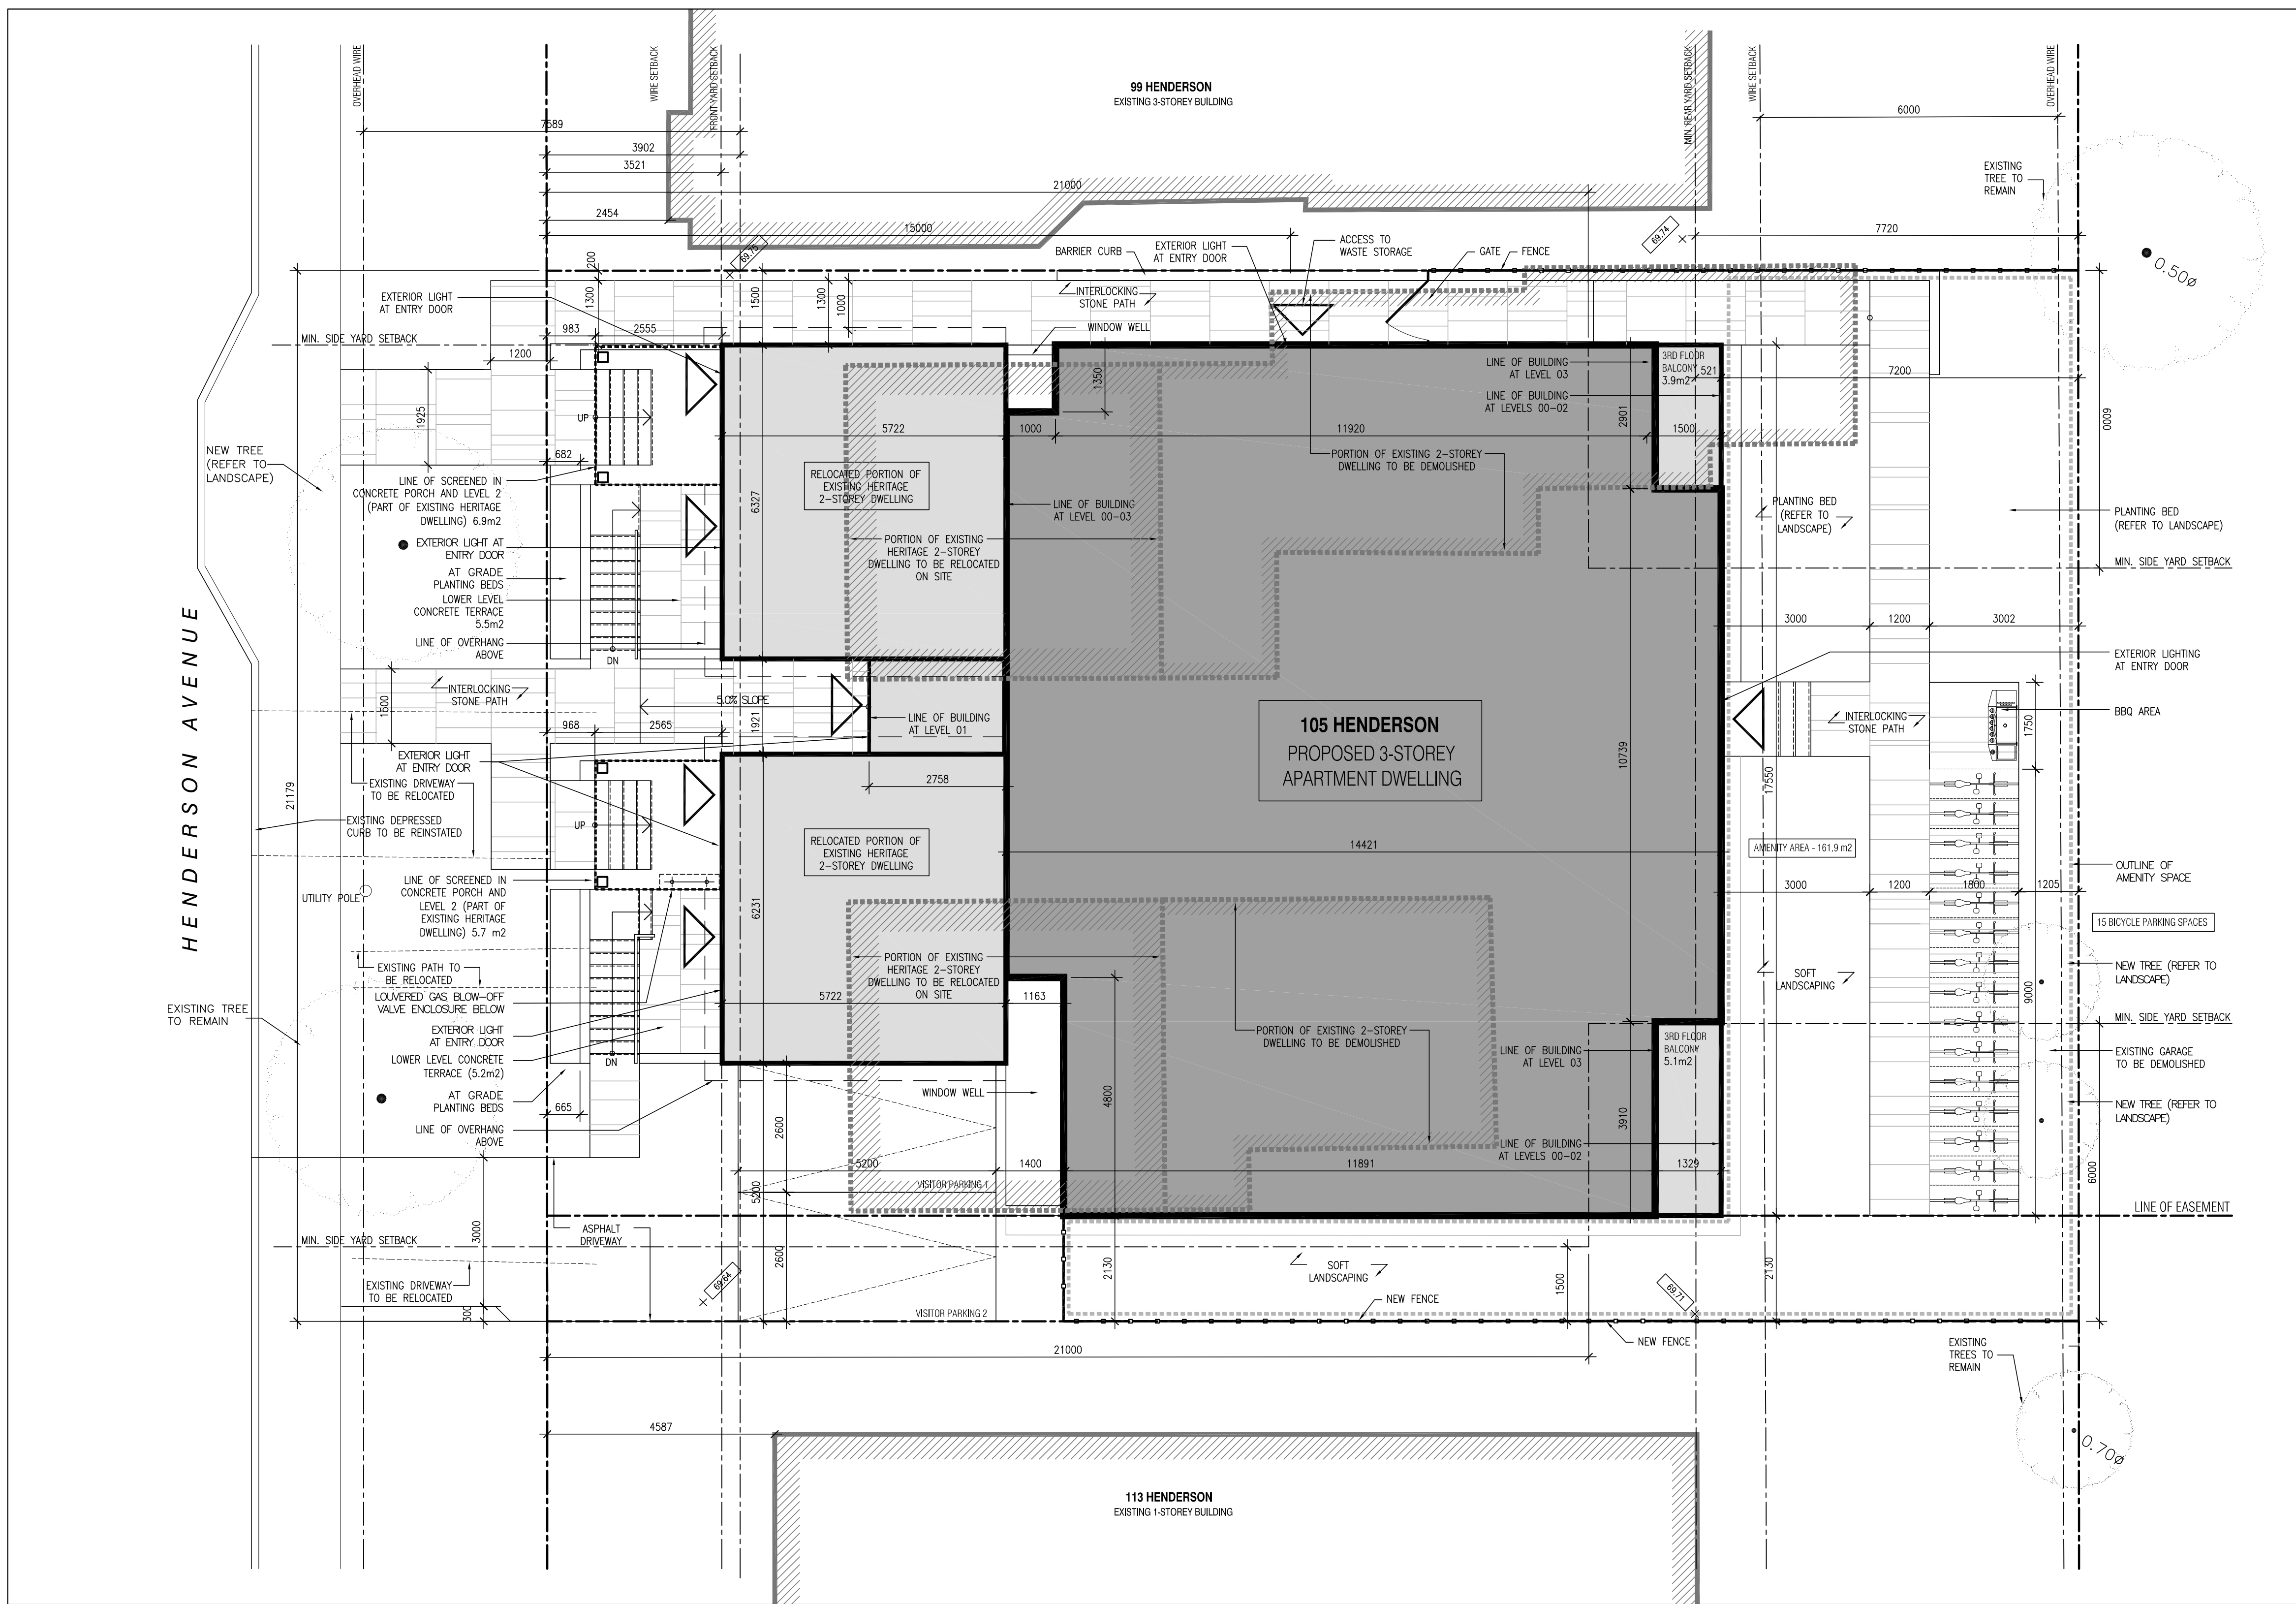 OVERHEAD WIRE
WIRE SETBACK
FRONT YARD SETBACK
99 HENDERSON
EXISTING 3-STOREY BUILDING
MIN. REAR YARD SETBACK
WIRE SETBACK
OVERHEAD WIRE
7589
3902
3521
21000
2454
15000
6000
7720
EXISTING
TREE TO
REMAIN
0.50ø
69.75
69.74
BARRIER CURB
EXTERIOR LIGHT
AT ENTRY DOOR
ACCESS TO
WASTE STORAGE
GATE
FENCE
200
1300
1500
1300
1000
EXTERIOR LIGHT
AT ENTRY DOOR
INTERLOCKING
STONE PATH
WINDOW WELL
MIN. SIDE YARD SETBACK
983
2555
1200
1925
UP
682
1350
LINE OF BUILDING
AT LEVEL 03
3RD FLOOR
BALCONY
3.9m2
521
7200
LINE OF BUILDING
AT LEVELS 00-02
2901
6000
5722
1000
11920
1500
NEW TREE
(REFER TO
LANDSCAPE)
RELOCATED PORTION OF
EXISTING HERITAGE
2-STOREY DWELLING
PORTION OF EXISTING 2-STOREY
DWELLING TO BE DEMOLISHED
LINE OF SCREENED IN
CONCRETE PORCH AND LEVEL 2
(PART OF EXISTING HERITAGE
DWELLING) 6.9m2
6327
LINE OF BUILDING
AT LEVEL 00-03
PLANTING BED
(REFER TO
LANDSCAPE)
PLANTING BED
(REFER TO LANDSCAPE)
EXTERIOR LIGHT AT
ENTRY DOOR
PORTION OF EXISTING
HERITAGE 2-STOREY
DWELLING TO BE RELOCATED
ON SITE
MIN. SIDE YARD SETBACK
AT GRADE
PLANTING BEDS
LOWER LEVEL
CONCRETE TERRACE
5.5m2
LINE OF OVERHANG
ABOVE
DN
3000
1200
3002
HENDERSON AVENUE
EXTERIOR LIGHTING
AT ENTRY DOOR
INTERLOCKING
STONE PATH
1500
5.0% SLOPE
1921
LINE OF BUILDING
AT LEVEL 01
105 HENDERSON
PROPOSED 3-STOREY
APARTMENT DWELLING
INTERLOCKING
STONE PATH
BBQ AREA
1750
968
2565
EXTERIOR LIGHT
AT ENTRY DOOR
EXISTING DRIVEWAY
TO BE RELOCATED
2758
10739
17550
21179
EXISTING DEPRESSED
CURB TO BE REINSTATED
UP
RELOCATED PORTION OF
EXISTING HERITAGE
2-STOREY DWELLING
14421
AMENITY AREA - 161.9 m2
OUTLINE OF
AMENITY SPACE
UTILITY POLE
LINE OF SCREENED IN
CONCRETE PORCH AND
LEVEL 2 (PART OF
EXISTING HERITAGE
DWELLING) 5.7 m2
6231
3000
1200
1800
1205
15 BICYCLE PARKING SPACES
EXISTING PATH TO
BE RELOCATED
PORTION OF EXISTING
HERITAGE 2-STOREY
DWELLING TO BE RELOCATED
ON SITE
SOFT
LANDSCAPING
NEW TREE (REFER TO
LANDSCAPE)
LOUVERED GAS BLOW-OFF
VALVE ENCLOSURE BELOW
5722
1163
9000
EXISTING TREE
TO REMAIN
EXTERIOR LIGHT
AT ENTRY DOOR
PORTION OF EXISTING 2-STOREY
DWELLING TO BE DEMOLISHED
MIN. SIDE YARD SETBACK
LOWER LEVEL CONCRETE
TERRACE (5.2m2)
DN
LINE OF BUILDING
AT LEVEL 03
3RD FLOOR
BALCONY
5.1m2
EXISTING GARAGE
TO BE DEMOLISHED
AT GRADE
PLANTING BEDS
665
WINDOW WELL
4800
3910
NEW TREE (REFER TO
LANDSCAPE)
LINE OF OVERHANG
ABOVE
2600
LINE OF BUILDING
AT LEVELS 00-02
5200
1400
11891
1329
6000
VISITOR PARKING 1
5200
LINE OF EASEMENT
3000
ASPHALT
DRIVEWAY
MIN. SIDE YARD SETBACK
2600
2130
SOFT
LANDSCAPING
1500
2130
EXISTING DRIVEWAY
TO BE RELOCATED
69.64
69.71
300
VISITOR PARKING 2
NEW FENCE
NEW FENCE
21000
EXISTING
TREES TO
REMAIN
4587
0.70ø
113 HENDERSON
EXISTING 1-STOREY BUILDING